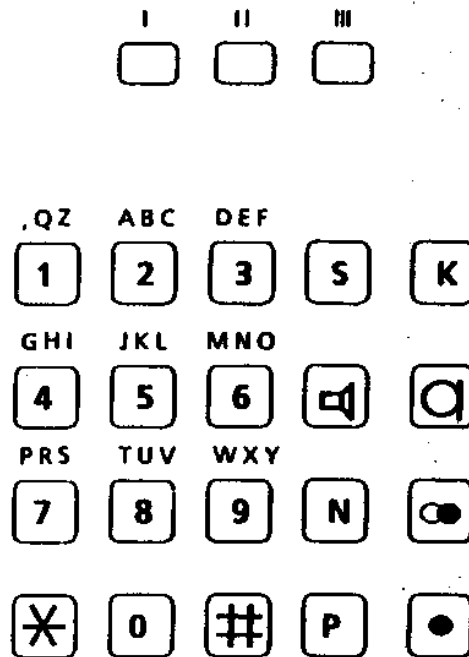 I II III
,QZ ABC DEF
1 2 3 S K
GHI JKL MNO
4 5 6
PRS TUV WXY
7 8 9 N
* 0 # P